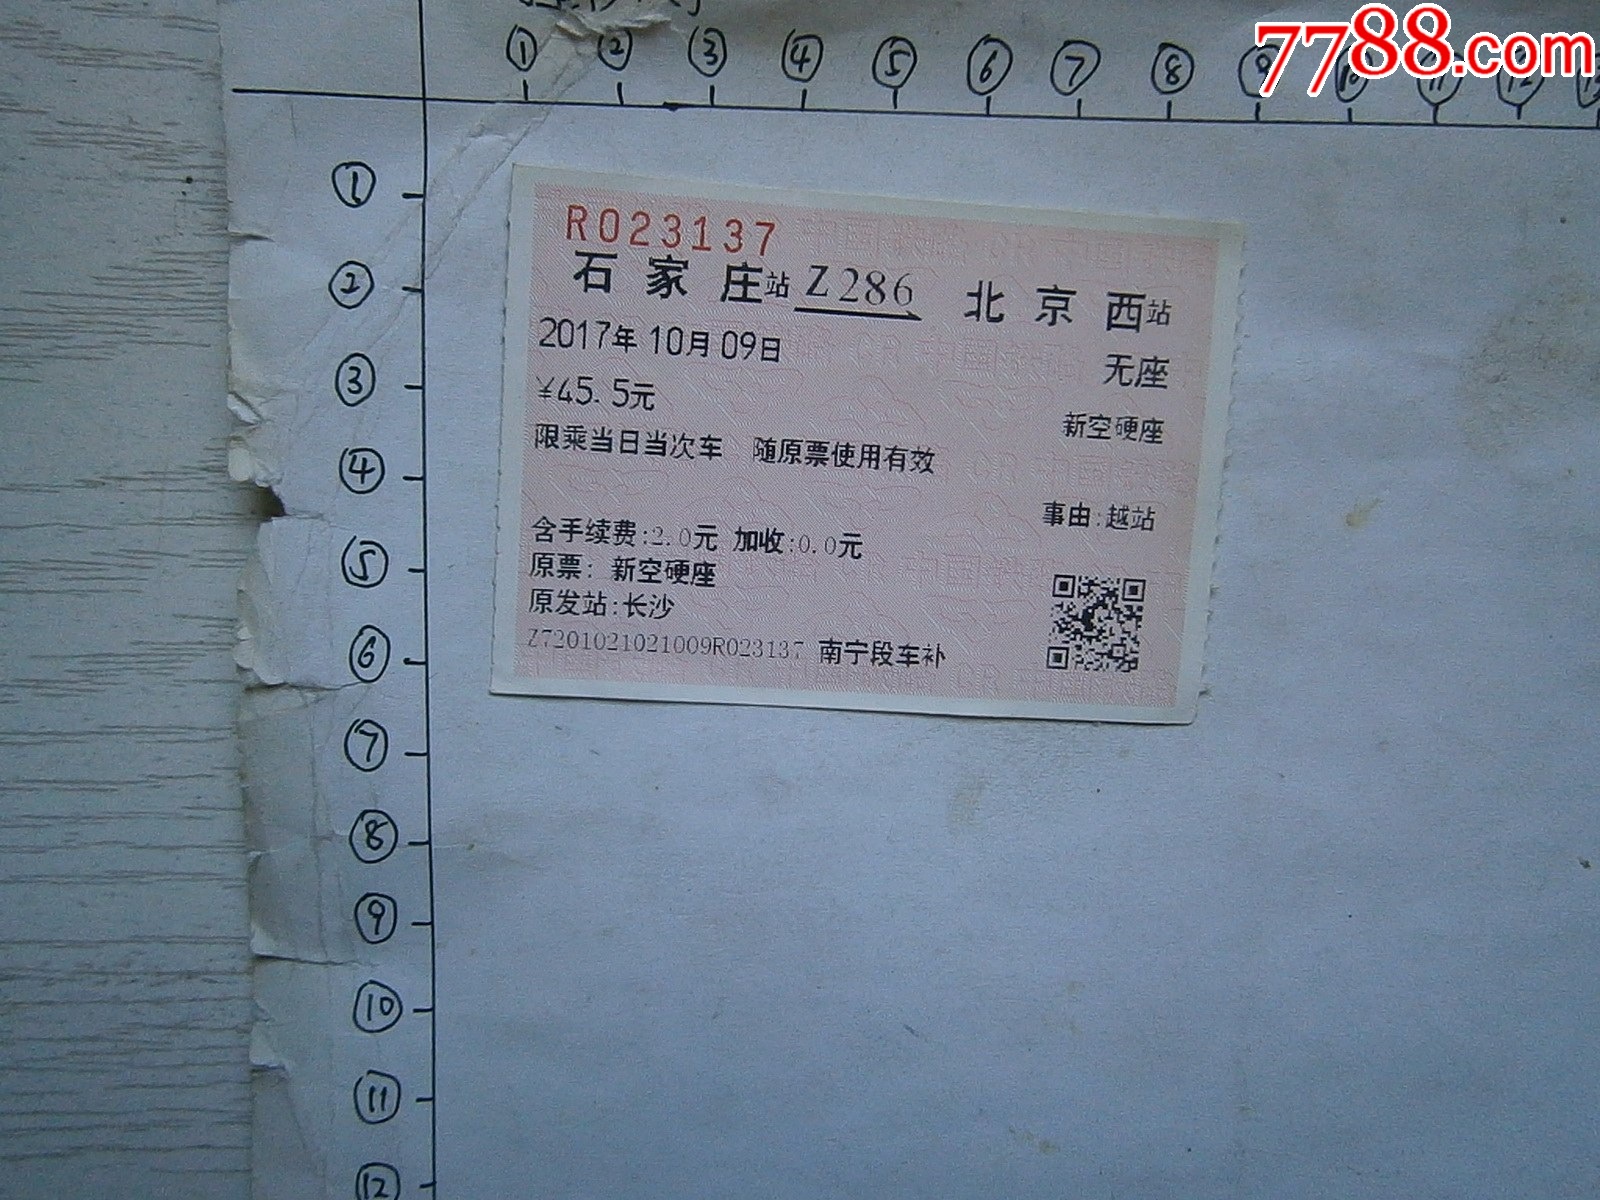 7788.com
① ② ③ ④ ⑤ ⑥ ⑦ ⑧ ⑨ ⑩ ⑪ ⑫
①
②
③
④
⑤
⑥
⑦
⑧
⑨
⑩
⑪
⑫
R023137
石家庄站 Z286 北京西站
2017年10月09日 无座
¥45.5元 新空硬座
限乘当日当次车 随原票使用有效
事由:越站
含手续费:2.0元 加收:0.0元
原票: 新空硬座
原发站:长沙
Z7201021021009R023137 南宁段车补